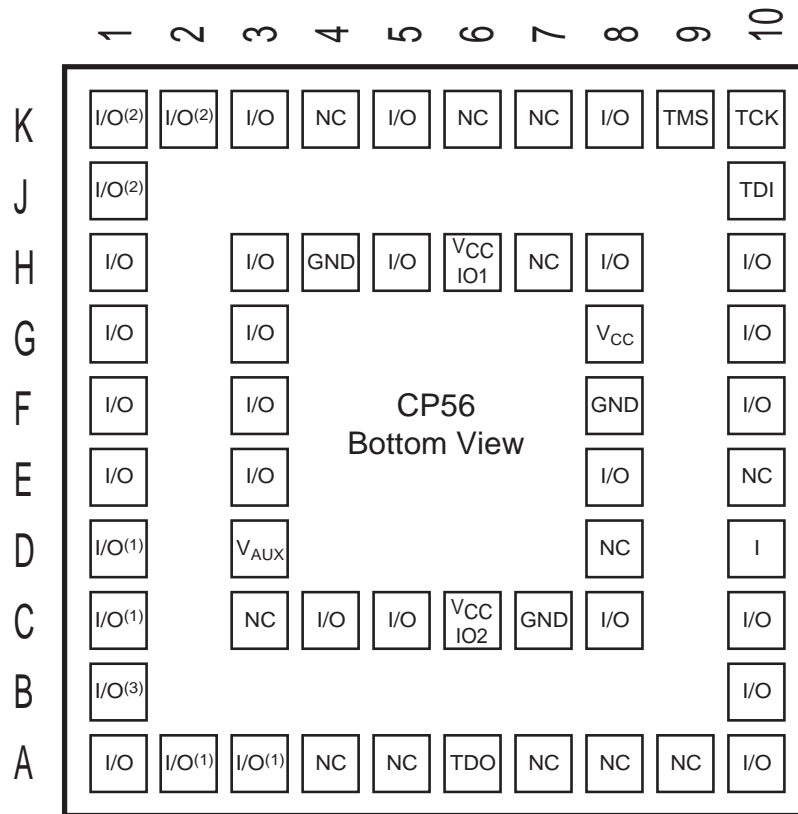 1 2 3 4 5 6 7 8 9 10
K I/O(2) I/O(2) I/O NC I/O NC NC I/O TMS TCK
J I/O(2) TDI
H I/O I/O GND I/O VCC IO1 NC I/O I/O
G I/O I/O VCC I/O
F I/O I/O GND I/O
CP56
Bottom View
E I/O I/O I/O NC
D I/O(1) VAUX NC I
C I/O(1) NC I/O I/O VCC IO2 GND I/O I/O
B I/O(3) I/O
A I/O I/O(1) I/O(1) NC NC TDO NC NC NC I/O